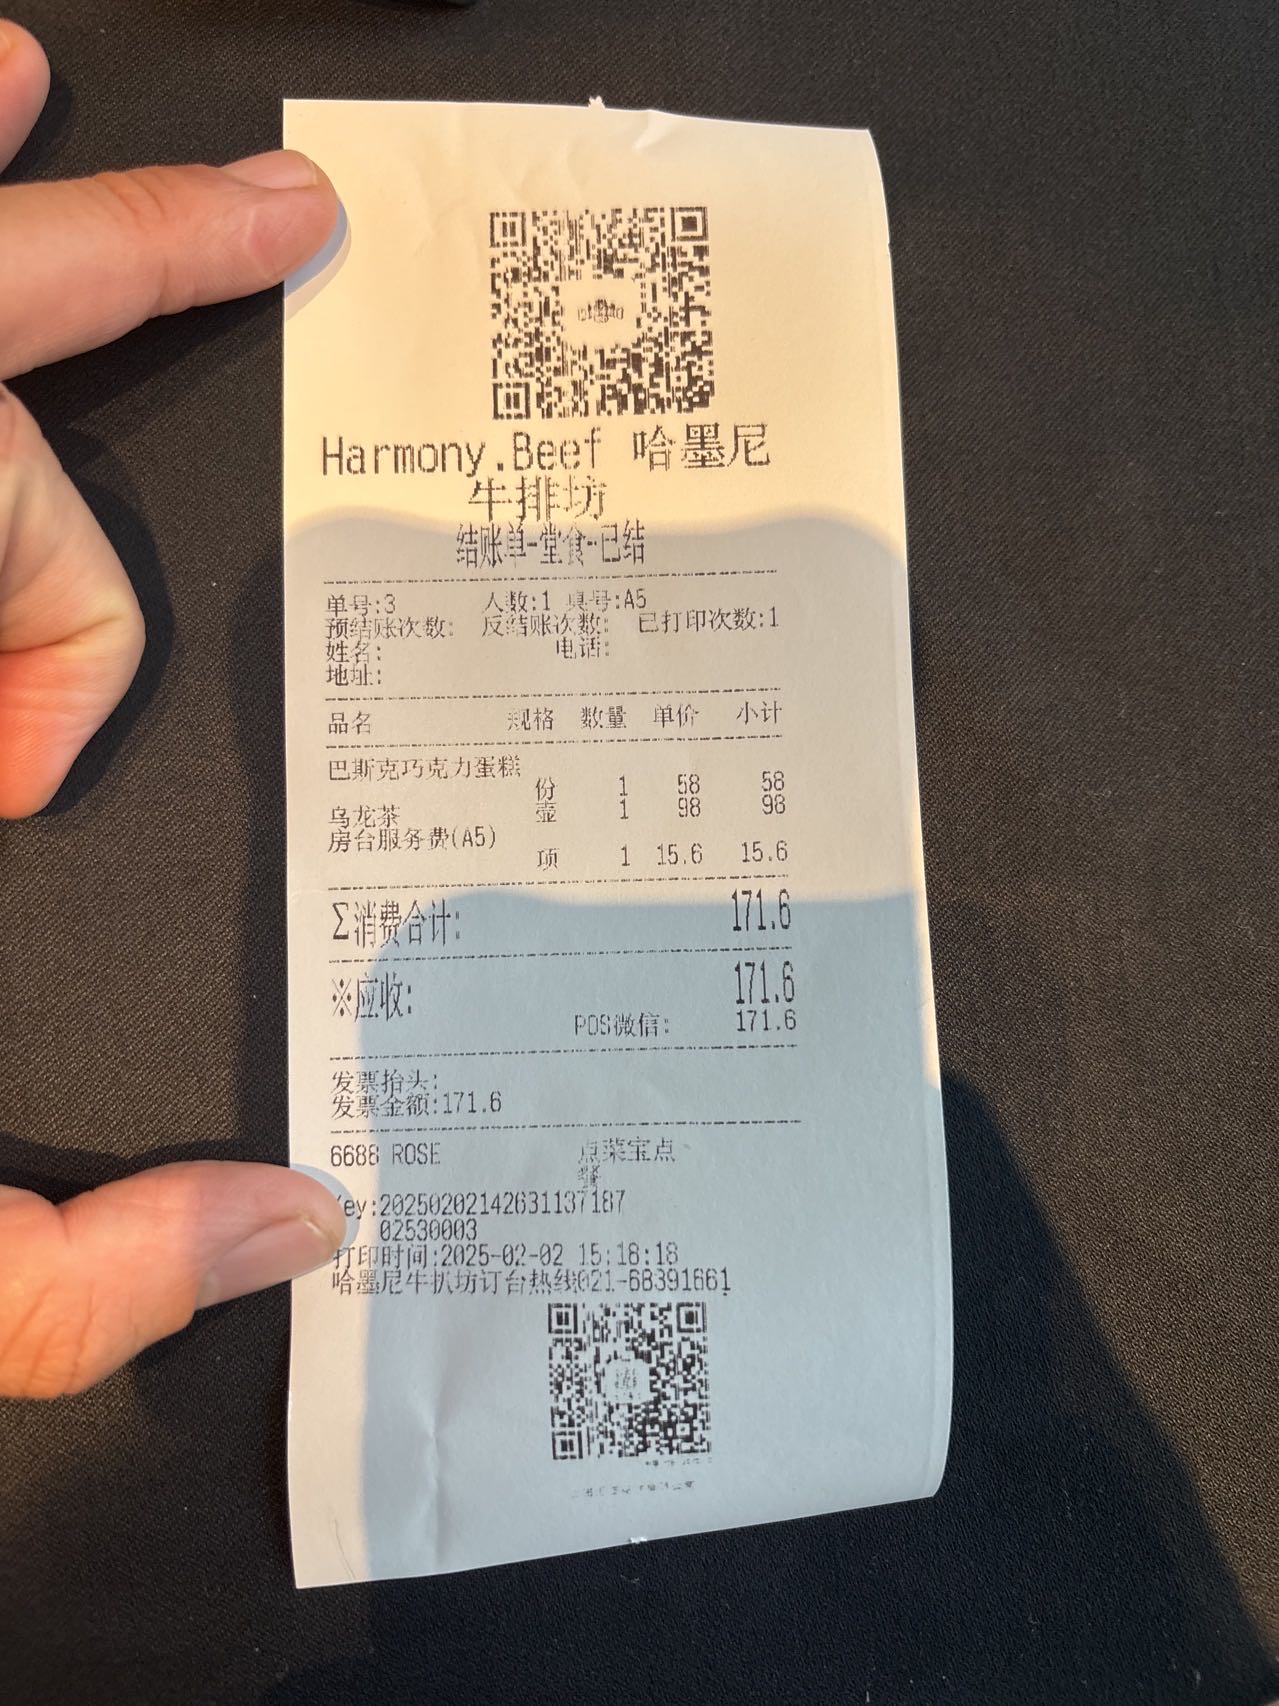 Harmony.Beef 哈墨尼
牛排坊
结账单-堂食-已结
单号:3 人数:1 桌号:A5
预结账次数: 反结账次数: 已打印次数:1
姓名: 电话:
地址:
品名 规格 数量 单价 小计
巴斯克巧克力蛋糕
份 1 58 58
乌龙茶 壶 1 98 98
房台服务费(A5)
项 1 15.6 15.6
Σ消费合计: 171.6
※应收: 171.6
POS微信: 171.6
发票抬头:
发票金额:171.6
6688 ROSE 点菜宝点
餐
ey:20250202142631137187
02530003
打印时间:2025-02-02 15:18:18
哈墨尼牛扒坊订台热线021-68391661